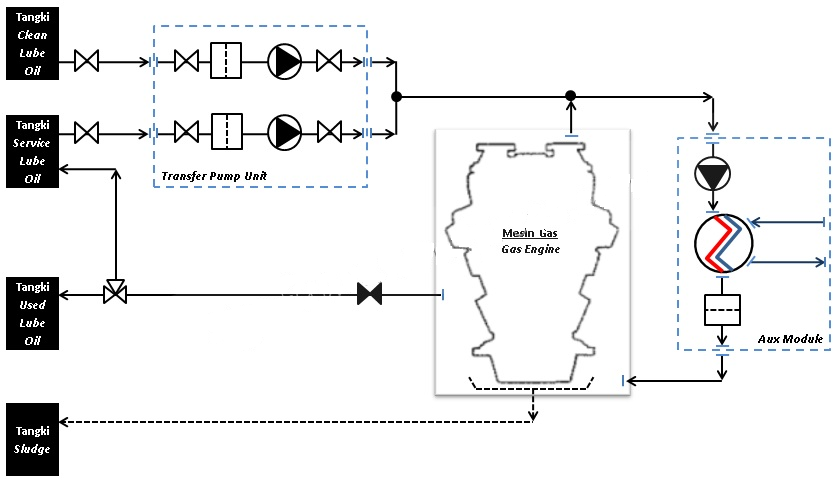 Tangki
Clean
Lube
Oil
Tangki
Service
Lube
Oil
Transfer Pump Unit
Mesin Gas
Gas Engine
Tangki
Used
Lube
Oil
Aux Module
Tangki
Sludge